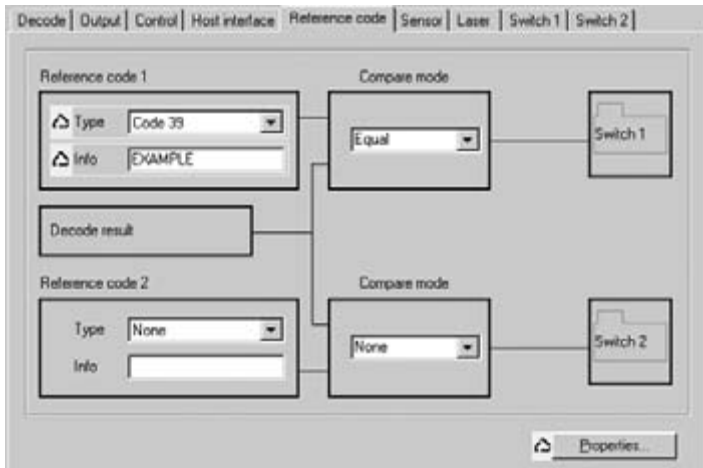 Decode Output Control Host interface Reference code Sensor Laser Switch 1 Switch 2
Reference code 1
Compare mode
Type Code 39
Info EXAMPLE
Equal
Switch 1
Decode result
Reference code 2
Compare mode
Type None
Info
None
Switch 2
Properties...